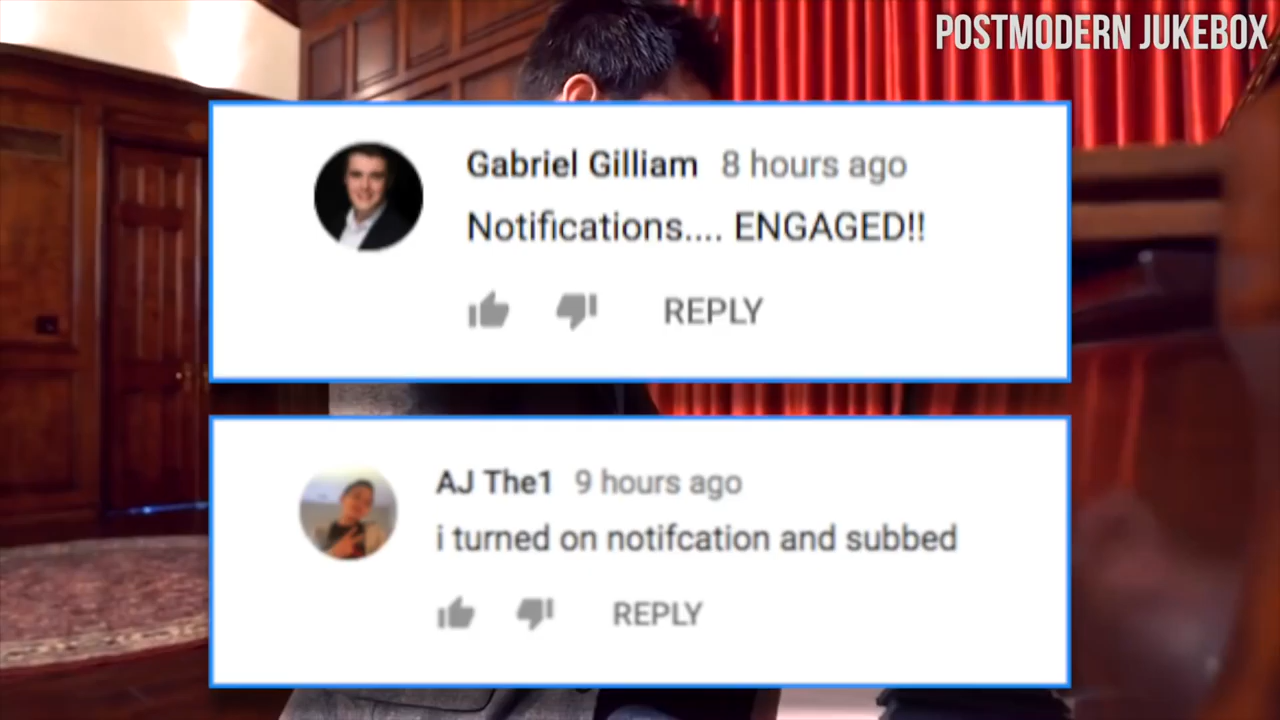 POSTMODERN JUKEBOX
Gabriel Gilliam 8 hours ago
Notifications.... ENGAGED!!
REPLY
AJ The1 9 hours ago
i turned on notifcation and subbed
REPLY